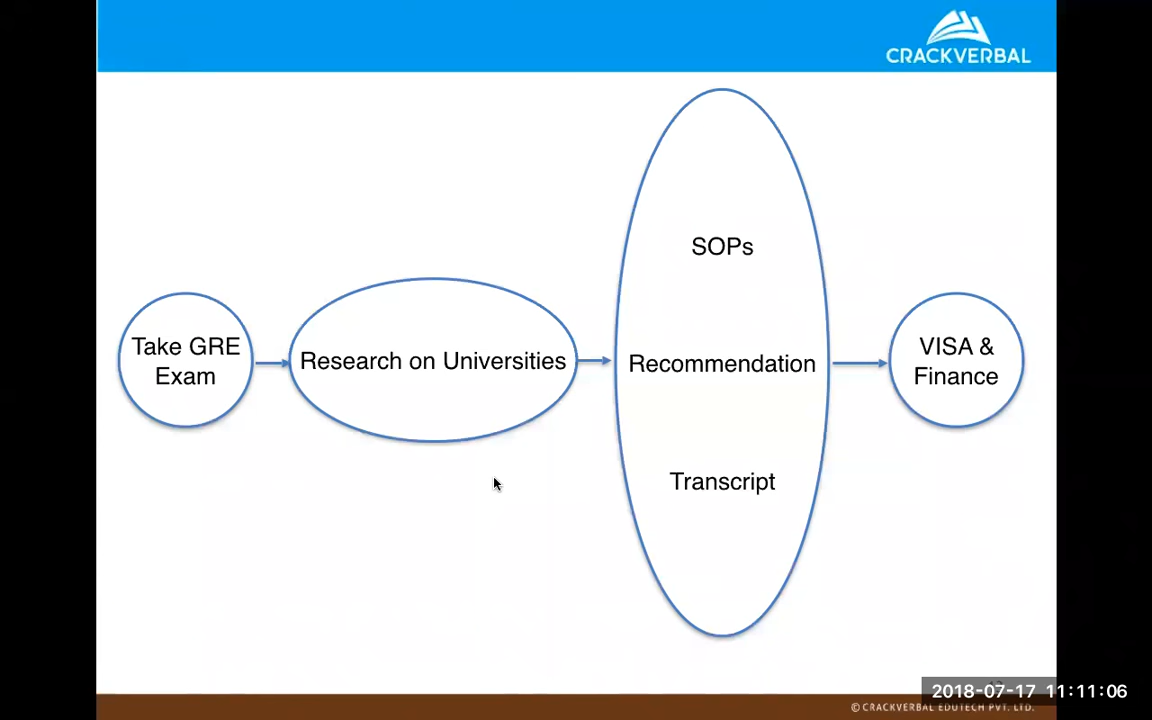 CRACKVERBAL
Take GRE
Exam
Research on Universities
SOPs
Recommendation
Transcript
VISA &
Finance
2018-07-17 11:11:06
© CRACKVERBAL EDUTECH PVT. LTD.